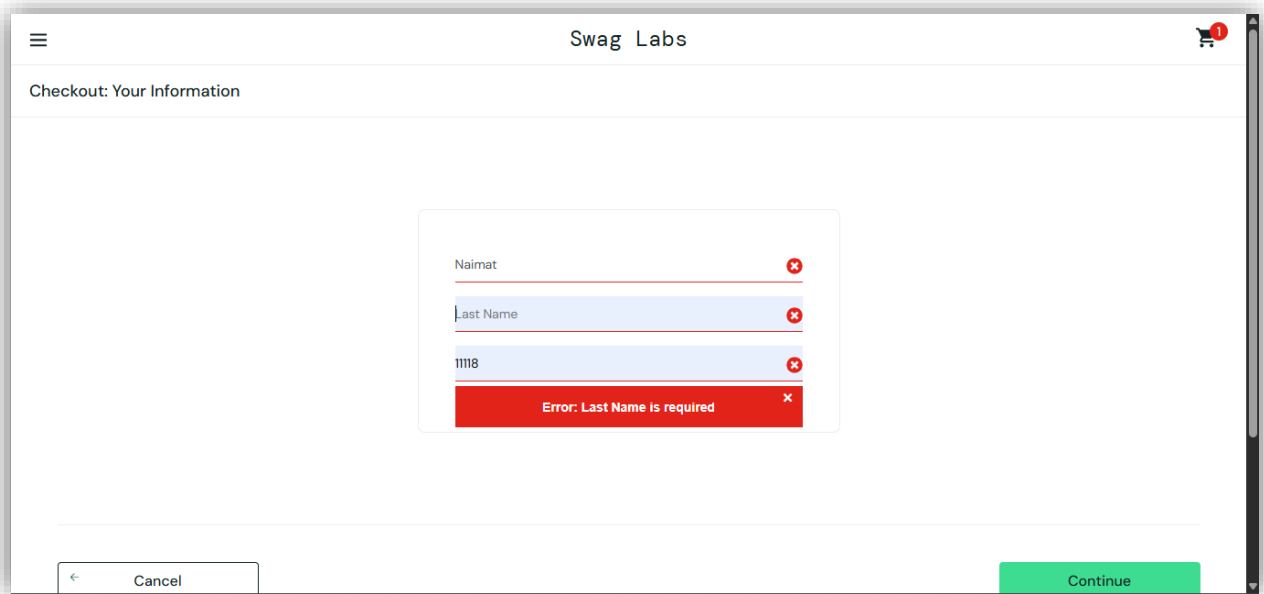 Swag Labs
1
Checkout: Your Information
Naimat
Last Name
11118
Error: Last Name is required
Cancel
Continue